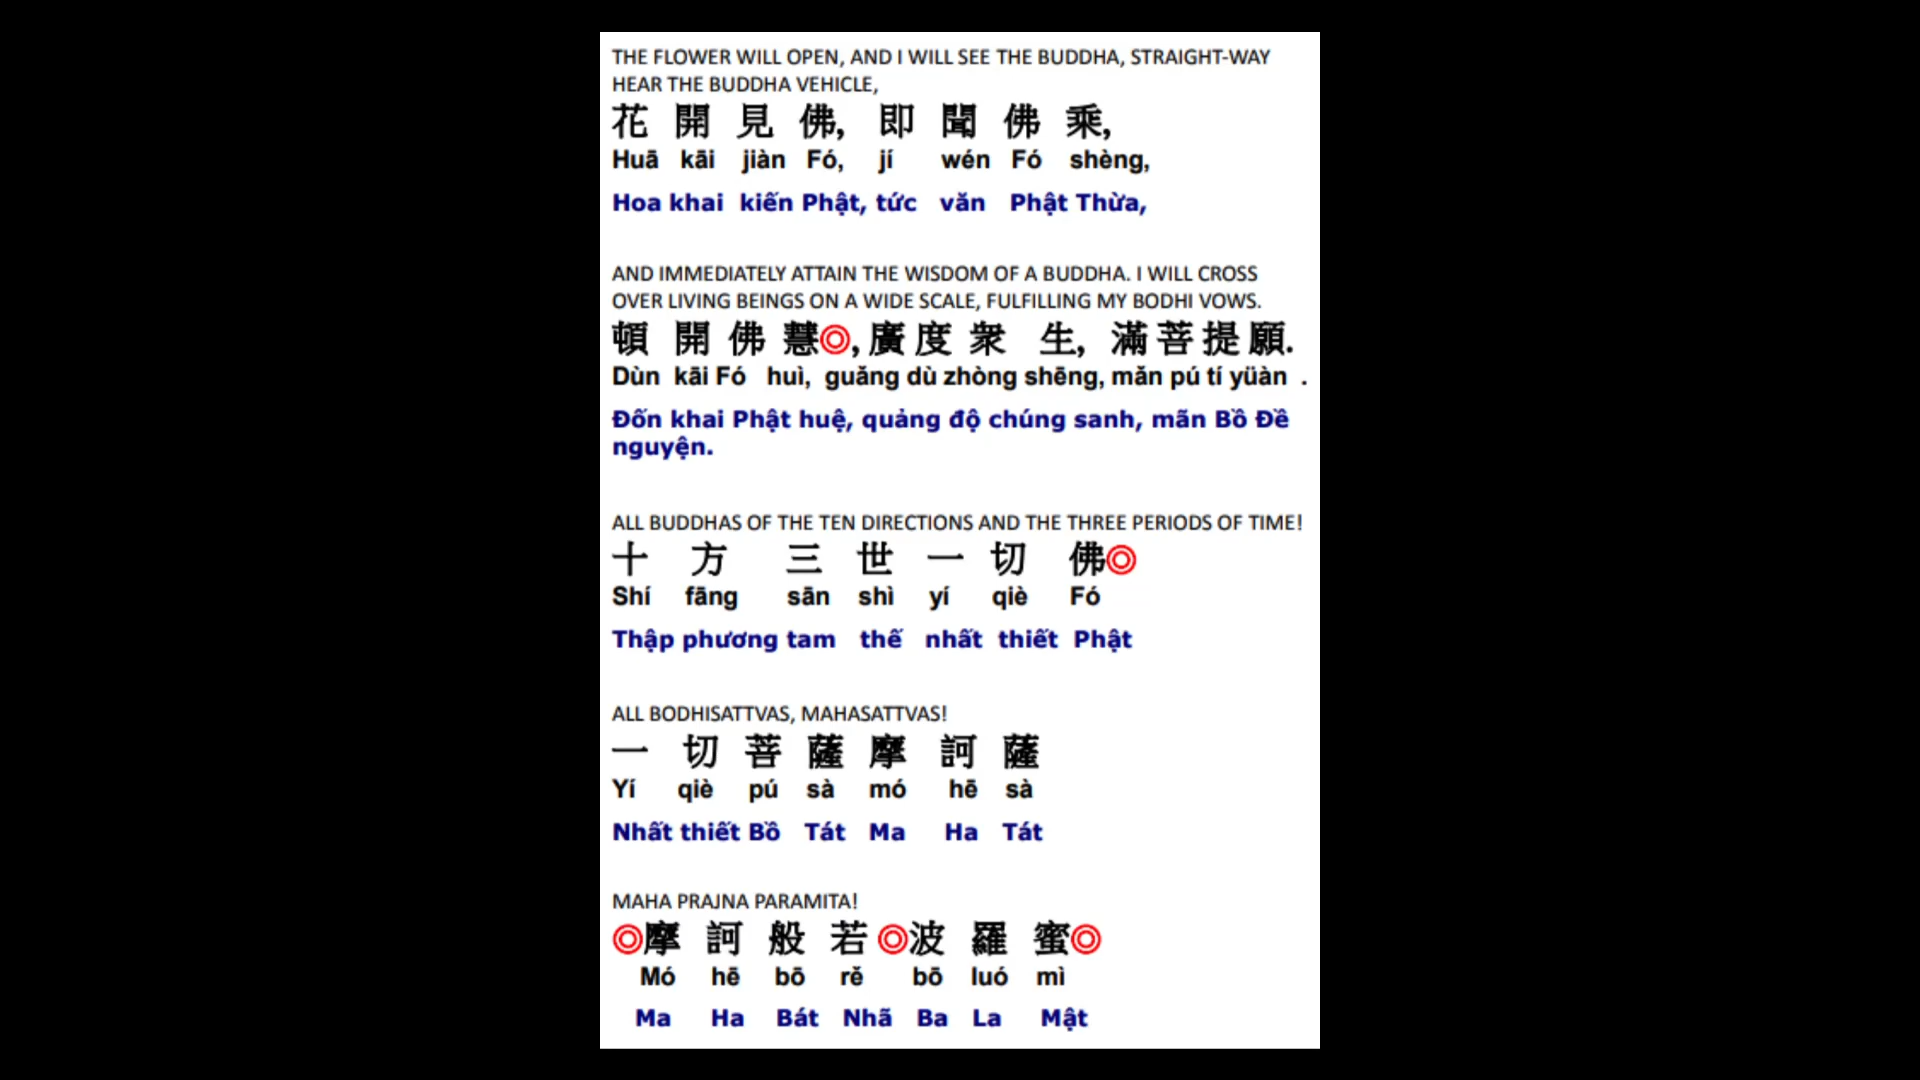 THE FLOWER WILL OPEN, AND I WILL SEE THE BUDDHA, STRAIGHT-WAY
HEAR THE BUDDHA VEHICLE,
花 開 見 佛, 即 聞 佛 乘,
Huā kāi jiàn Fó, jí wén Fó shèng,
Hoa khai kiến Phật, tức văn Phật Thừa,
AND IMMEDIATELY ATTAIN THE WISDOM OF A BUDDHA. I WILL CROSS
OVER LIVING BEINGS ON A WIDE SCALE, FULFILLING MY BODHI VOWS.
頓 開 佛 慧◎, 廣 度 衆 生, 滿 菩 提 願.
Dùn kāi Fó huì, guǎng dù zhòng shēng, mǎn pú tí yüàn .
Đốn khai Phật huệ, quảng độ chúng sanh, mãn Bồ Đề
nguyện.
ALL BUDDHAS OF THE TEN DIRECTIONS AND THE THREE PERIODS OF TIME!
十 方 三 世 一 切 佛◎
Shí fāng sān shì yí qiè Fó
Thập phương tam thế nhất thiết Phật
ALL BODHISATTVAS, MAHASATTVAS!
一 切 菩 薩 摩 訶 薩
Yí qiè pú sà mó hē sà
Nhất thiết Bồ Tát Ma Ha Tát
MAHA PRAJNA PARAMITA!
◎摩 訶 般 若 ◎波 羅 蜜◎
Mó hē bō rě bō luó mì
Ma Ha Bát Nhã Ba La Mật